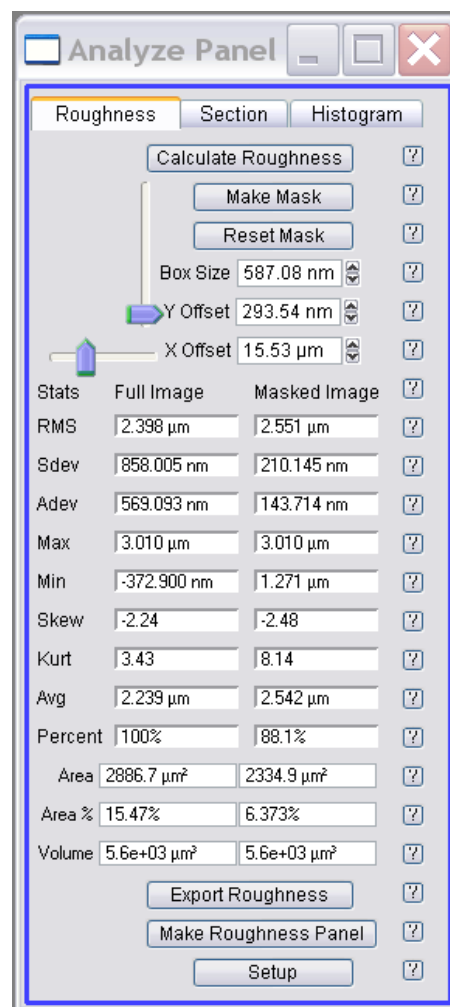 Analyze Panel
Roughness Section Histogram
Calculate Roughness ?
Make Mask ?
Reset Mask ?
Box Size 587.08 nm ?
Y Offset 293.54 nm ?
X Offset 15.53 µm ?
Stats Full Image Masked Image ?
RMS 2.398 µm 2.551 µm ?
Sdev 858.005 nm 210.145 nm ?
Adev 569.093 nm 143.714 nm ?
Max 3.010 µm 3.010 µm ?
Min -372.900 nm 1.271 µm ?
Skew -2.24 -2.48 ?
Kurt 3.43 8.14 ?
Avg 2.239 µm 2.542 µm ?
Percent 100% 88.1% ?
Area 2886.7 µm² 2334.9 µm² ?
Area % 15.47% 6.373% ?
Volume 5.6e+03 µm³ 5.6e+03 µm³ ?
Export Roughness ?
Make Roughness Panel ?
Setup ?